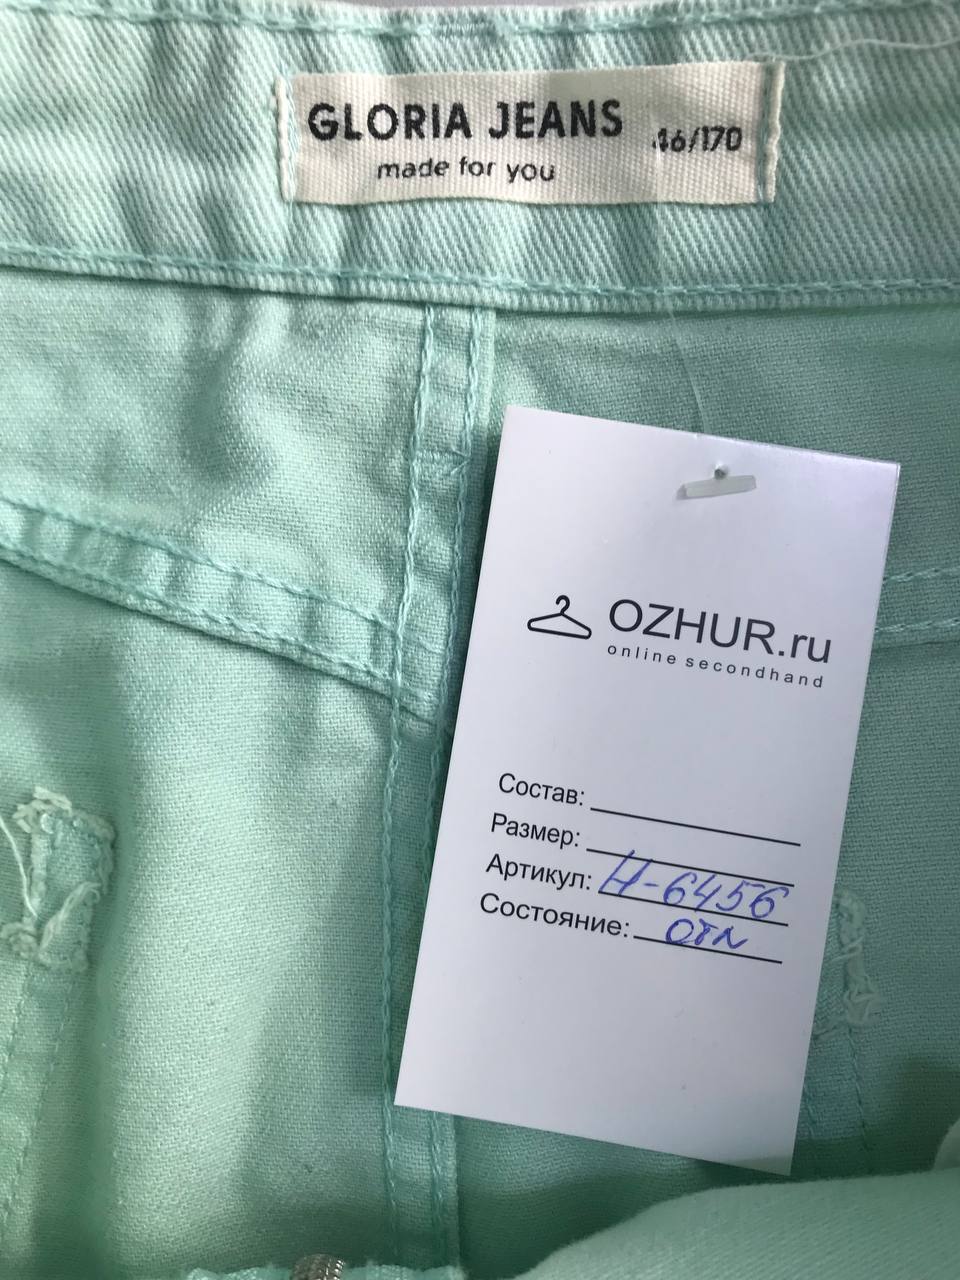 GLORIA JEANS 46/170
made for you
OZHUR.ru
online secondhand
Состав:
Размер:
Артикул: Н-6456
Состояние: отл